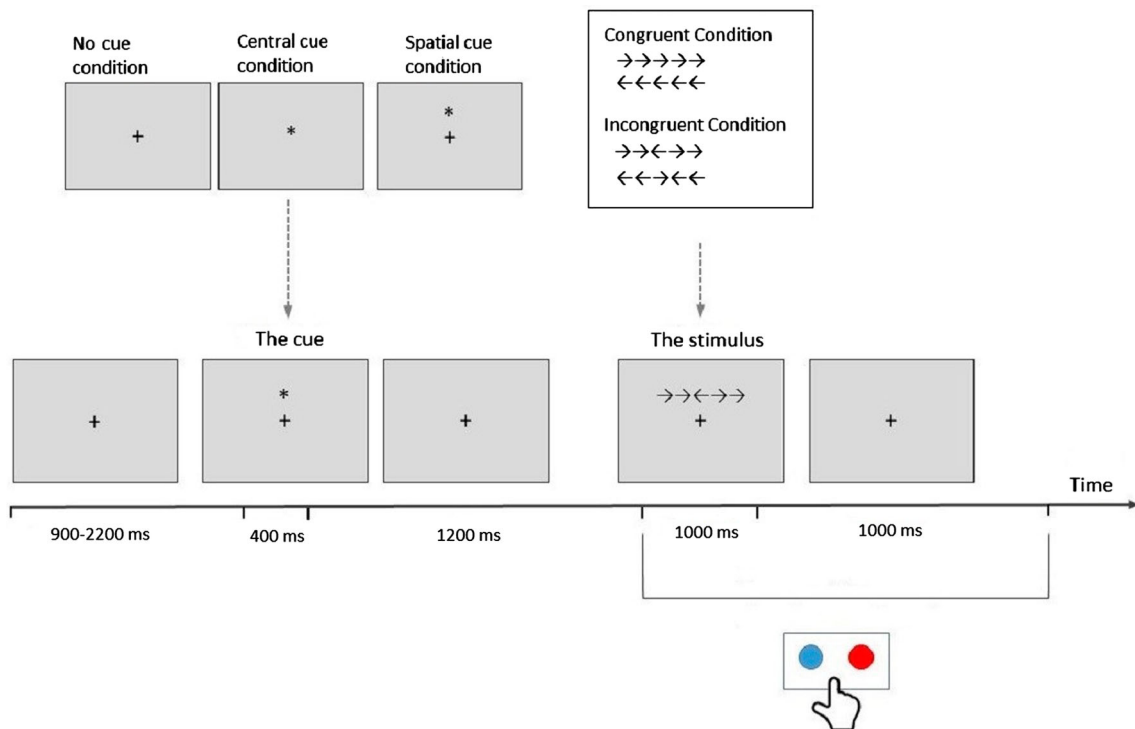 No cue
condition
Central cue
condition
Spatial cue
condition
+
*
*
+
Congruent Condition
→→→→→
←←←←←
Incongruent Condition
→→←→→
←←→←←
The cue
The stimulus
+
*
+
+
→→←→→
+
+
Time
900-2200 ms
400 ms
1200 ms
1000 ms
1000 ms